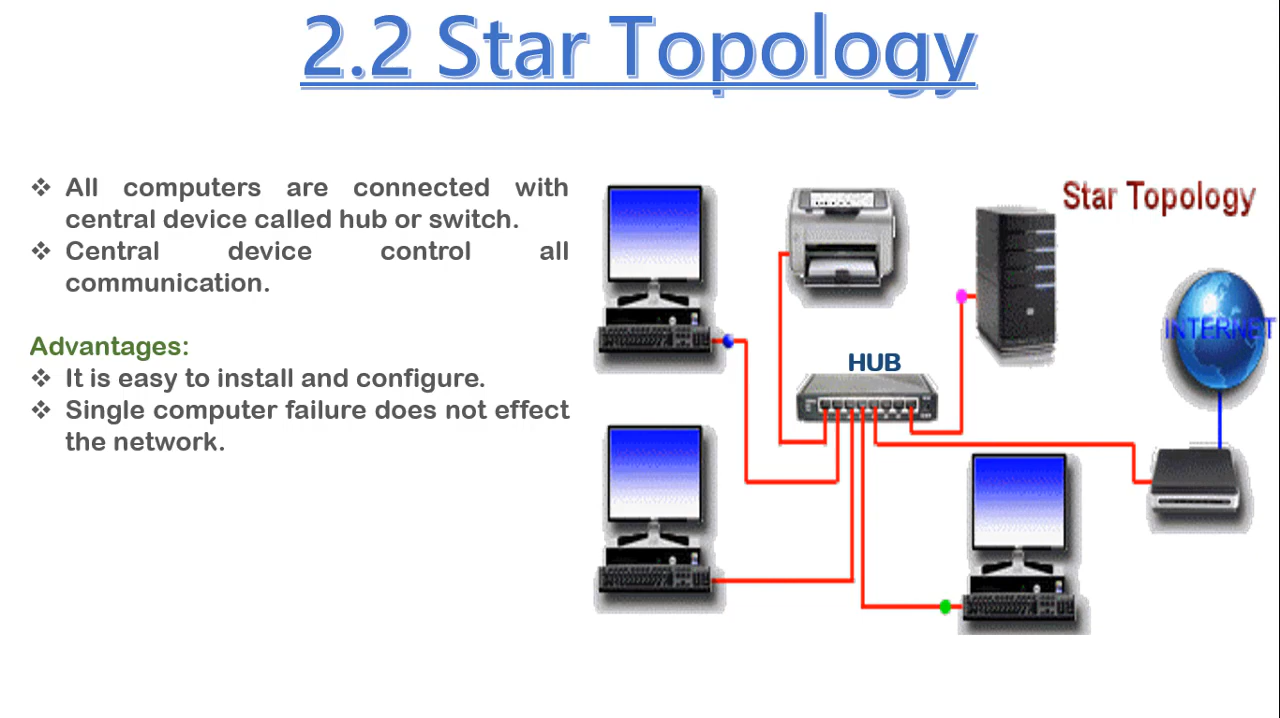 2.2 Star Topology
❖ All computers are connected with
central device called hub or switch.
❖ Central device control all
communication.
Advantages:
❖ It is easy to install and configure.
❖ Single computer failure does not effect
the network.
Star Topology
HUB
INTERNET